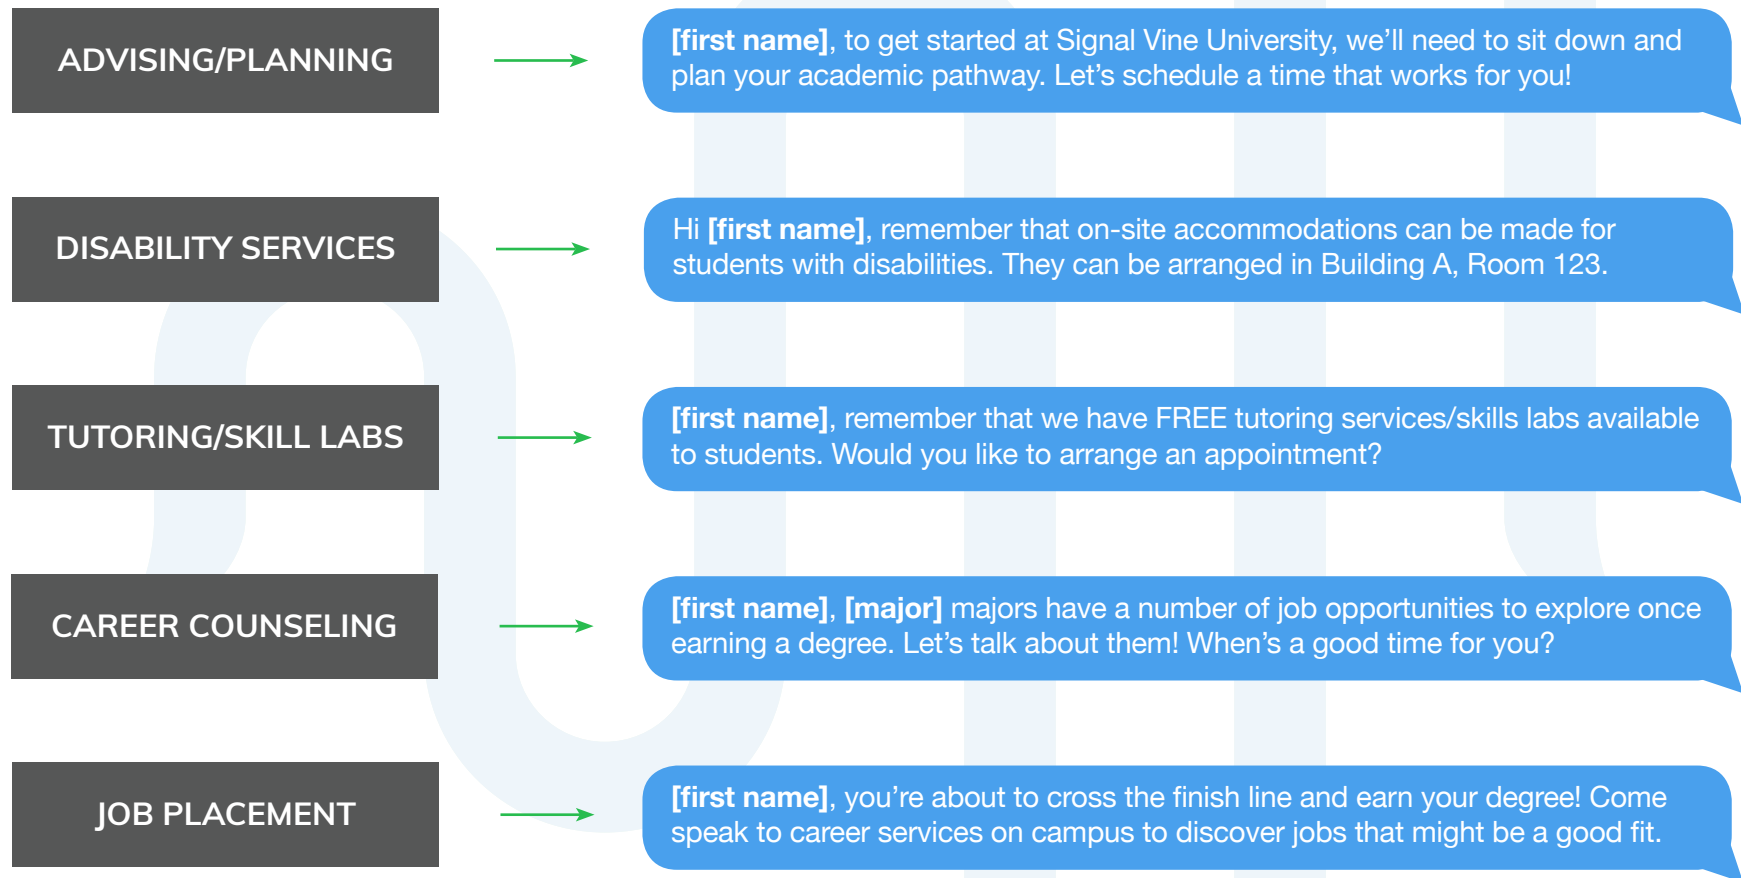 ADVISING/PLANNING
[first name], to get started at Signal Vine University, we’ll need to sit down and
plan your academic pathway. Let’s schedule a time that works for you!
DISABILITY SERVICES
Hi [first name], remember that on-site accommodations can be made for
students with disabilities. They can be arranged in Building A, Room 123.
TUTORING/SKILL LABS
[first name], remember that we have FREE tutoring services/skills labs available
to students. Would you like to arrange an appointment?
CAREER COUNSELING
[first name], [major] majors have a number of job opportunities to explore once
earning a degree. Let’s talk about them! When’s a good time for you?
JOB PLACEMENT
[first name], you’re about to cross the finish line and earn your degree! Come
speak to career services on campus to discover jobs that might be a good fit.